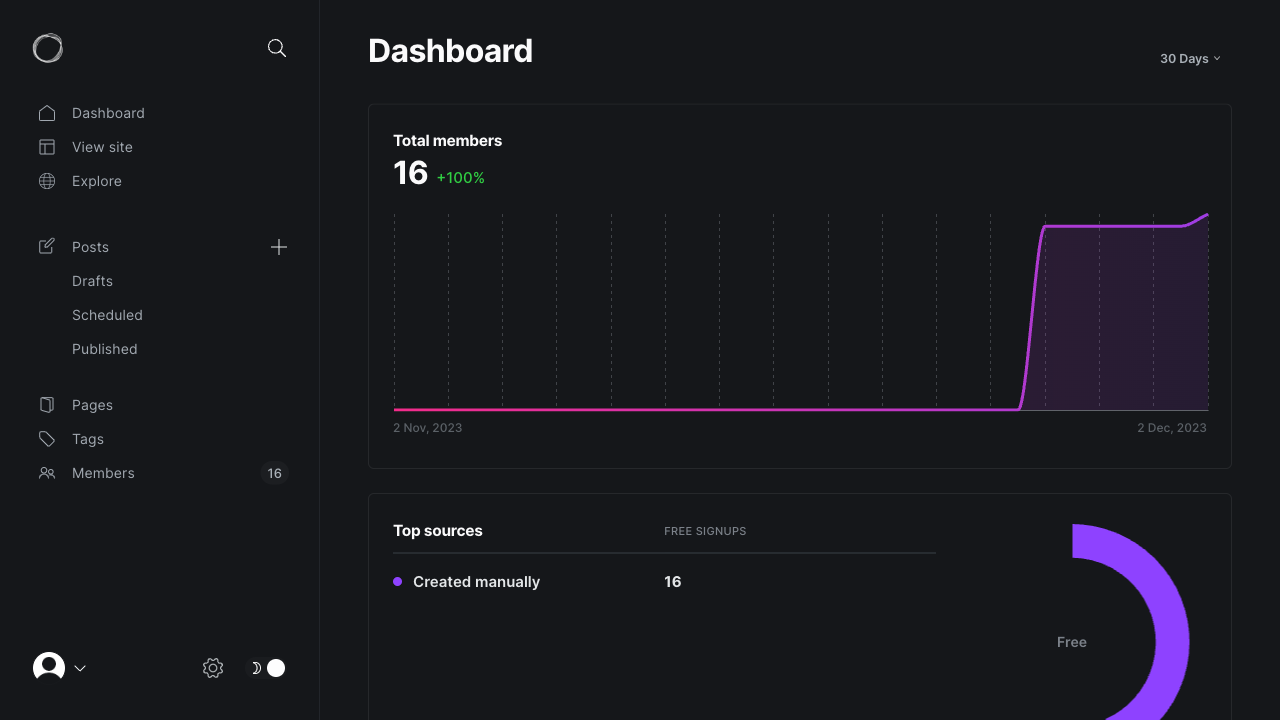 Dashboard
View site
Explore
Posts
Drafts
Scheduled
Published
Pages
Tags
Members 16
Dashboard
30 Days
Total members
16 +100%
2 Nov, 2023 2 Dec, 2023
Top sources FREE SIGNUPS
Created manually 16
Free